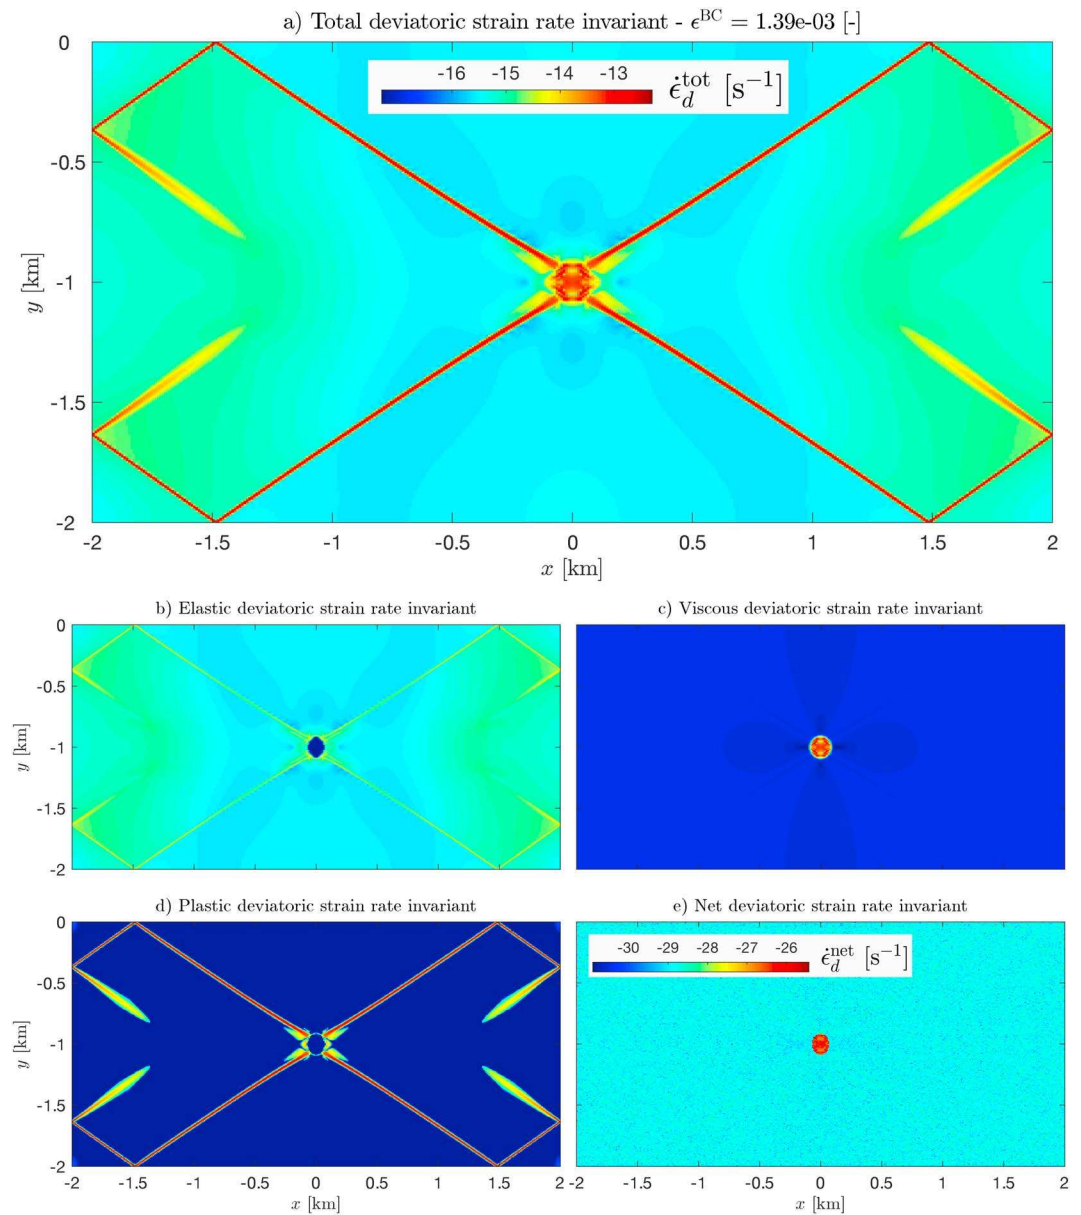 a) Total deviatoric strain rate invariant - ϵ^BC = 1.39e-03 [-]
-16 -15 -14 -13
ϵ̇_d^tot [s⁻¹]
0
-0.5
-1
-1.5
-2
y [km]
-2 -1.5 -1 -0.5 0 0.5 1 1.5 2
x [km]
b) Elastic deviatoric strain rate invariant
0
-0.5
-1
-1.5
-2
y [km]
c) Viscous deviatoric strain rate invariant
d) Plastic deviatoric strain rate invariant
0
-0.5
-1
-1.5
-2
y [km]
-2 -1.5 -1 -0.5 0 0.5 1 1.5 2
x [km]
e) Net deviatoric strain rate invariant
-30 -29 -28 -27 -26
ϵ̇_d^net [s⁻¹]
-2 -1.5 -1 -0.5 0 0.5 1 1.5 2
x [km]